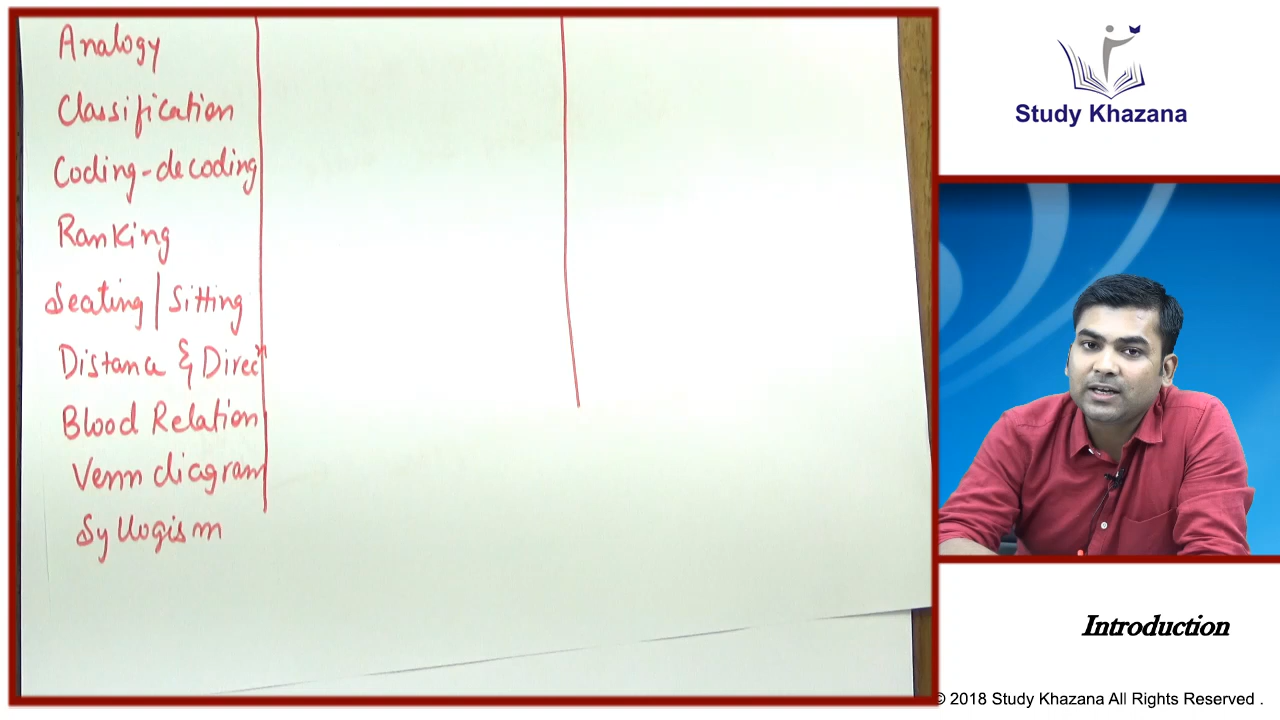 Analogy
Classification
Coding-decoding
Ranking
Seating | Sitting
Distance & Direcⁿ
Blood Relation
Venn diagram
Syllogism
Study Khazana
Introduction
© 2018 Study Khazana All Rights Reserved .